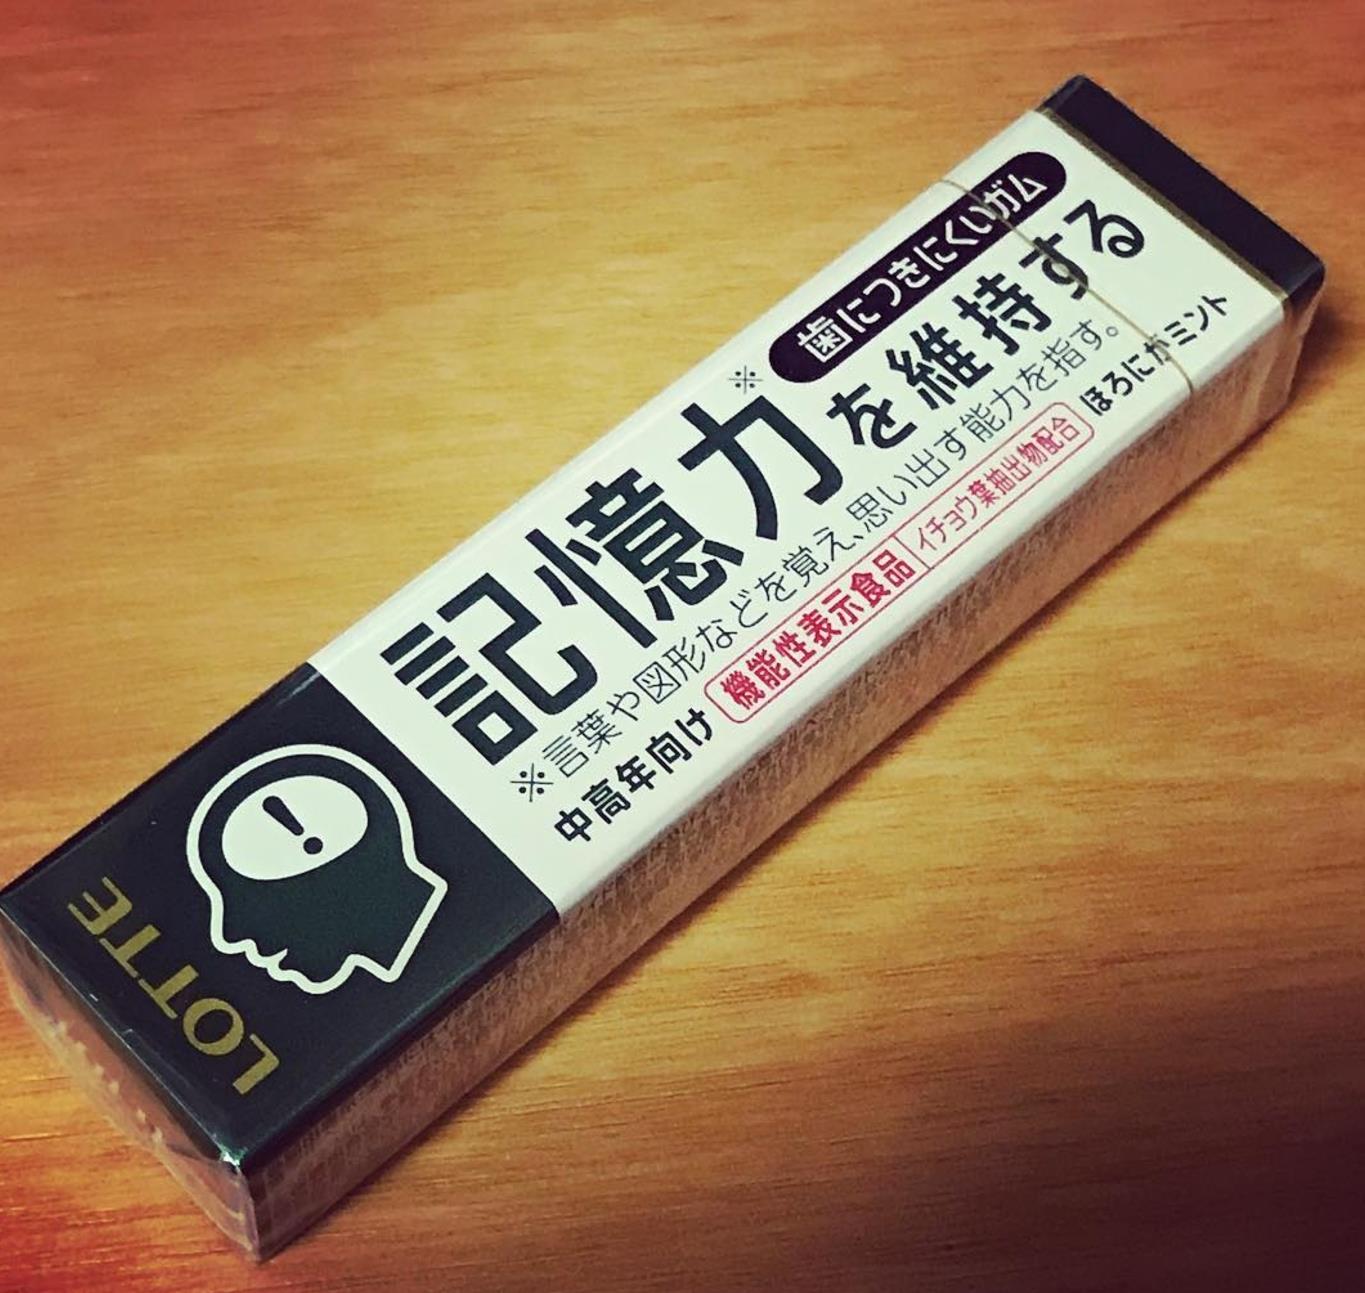 歯につきにくいガム
記憶力※を維持する
※言葉や図形などを覚え、思い出す能力を指す。
中高年向け 機能性表示食品 イチョウ葉抽出物配合 ほろにがミント
LOTTE